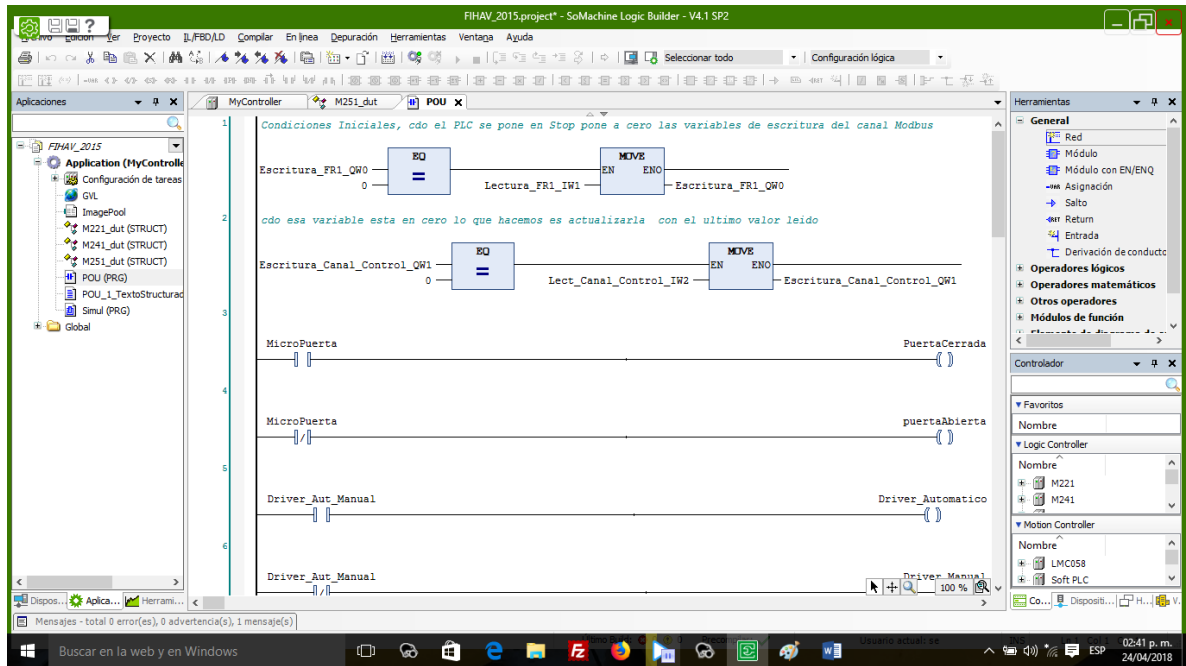 FIHAV_2015.project* - SoMachine Logic Builder - V4.1 SP2
Ver Proyecto IL/FBD/LD Compilar En línea Depuración Herramientas Ventana Ayuda
Seleccionar todo Configuración lógica
Aplicaciones
FIHAV_2015
Application (MyControlle
Configuración de tareas
GVL
ImagePool
M221_dut (STRUCT)
M241_dut (STRUCT)
M251_dut (STRUCT)
POU (PRG)
POU_1_TextoStructurad
Simul (PRG)
Global
Dispos... Aplica... Herrami...
MyController M251_dut POU
1
Condiciones Iniciales, cdo el PLC se pone en Stop pone a cero las variables de escritura del canal Modbus
EQ MOVE
Escritura_FR1_QW0 = EN ENO
0 Lectura_FR1_IW1 Escritura_FR1_QW0
2
cdo esa variable esta en cero lo que hacemos es actualizarla con el ultimo valor leido
EQ MOVE
Escritura_Canal_Control_QW1 = EN ENO
0 Lect_Canal_Control_IW2 Escritura_Canal_Control_QW1
3
MicroPuerta PuertaCerrada
4
MicroPuerta puertaAbierta
5
Driver_Aut_Manual Driver_Automatico
6
Driver_Aut_Manual Driver_Manual
100 %
Herramientas
General
Red
Módulo
Módulo con EN/ENO
Asignación
Salto
Return
Entrada
Derivación de conducto
Operadores lógicos
Operadores matemáticos
Otros operadores
Módulos de función
Controlador
Favoritos
Nombre
Logic Controller
Nombre
M221
M241
Motion Controller
Nombre
LMC058
Soft PLC
Co... Dispositi... H... V.
Mensajes - total 0 error(es), 0 advertencia(s), 1 mensaje(s)
Buscar en la web y en Windows
ESP
02:41 p. m.
24/04/2018